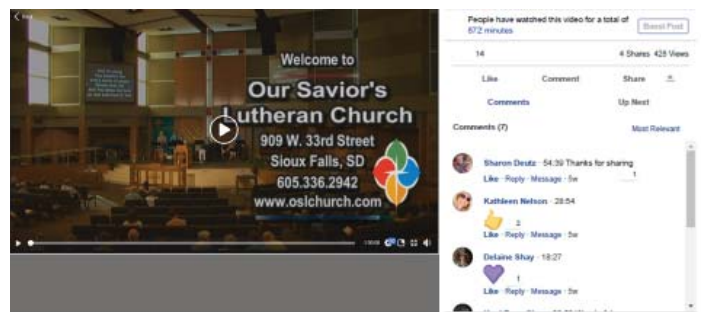 Welcome to
Our Savior's
Lutheran Church
909 W. 33rd Street
Sioux Falls, SD
605.336.2942
www.oslchurch.com
People have watched this video for a total of
872 minutes
Boost Post
14
4 Shares 428 Views
Like Comment Share
Comments Up Next
Comments (7)
Most Relevant
Sharon Deutz · 54:39 Thanks for sharing
1
Like · Reply · Message · 5w
Kathleen Nelson · 28:54
3
Like · Reply · Message · 5w
Delaine Shay · 18:27
1
Like · Reply · Message · 5w